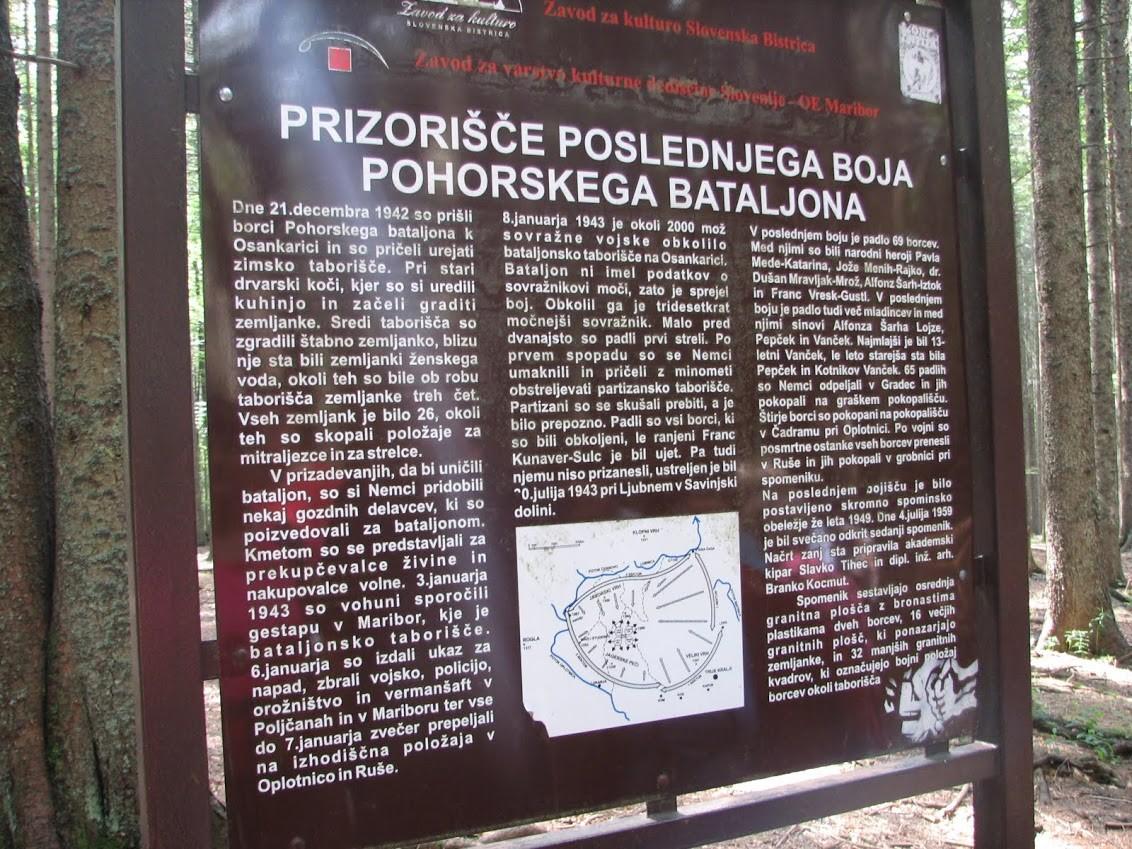 Zavod za kulturo
SLOVENSKA BISTRICA
Zavod za kulturo Slovenska Bistrica
Zavod za varstvo kulturne dediščine Slovenije - OE Maribor
PRIZORIŠČE POSLEDNJEGA BOJA
POHORSKEGA BATALJONA
Dne 21.decembra 1942 so prišli
borci Pohorskega bataljona k
Osankarici in so pričeli urejati
zimsko taborišče. Pri stari
drvarski koči, kjer so si uredili
kuhinjo in začeli graditi
zemljanke. Sredi taborišča so
zgradili štabno zemljanko, blizu
nje sta bili zemljanki ženskega
voda, okoli teh so bile ob robu
taborišča zemljanke treh čet.
Vseh zemljank je bilo 26, okoli
teh so skopali položaje za
mitraljezce in za strelce.
V prizadevanjih, da bi uničili
bataljon, so si Nemci pridobili
nekaj gozdnih delavcev, ki so
poizvedovali za bataljonom.
Kmetom so se predstavljali za
prekupčevalce živine in
nakupovalce volne. 3.januarja
1943 so vohuni sporočili
gestapu v Mariboru, kje je
bataljonsko taborišče.
6.januarja so izdali ukaz za
napad, zbrali vojsko, policijo,
orožništvo in vermanšaft v
Poljčanah in v Mariboru ter vse
do 7.januarja zvečer prepeljali
na izhodiščna položaja v
Oplotnico in Ruše.
8.januarja 1943 je okoli 2000 mož
sovražne vojske obkolilo
bataljonsko taborišče na Osankarici.
Bataljon ni imel podatkov o
sovražnikovi moči, zato je sprejel
boj. Obkolil ga je tridesetkrat
močnejši sovražnik. Malo pred
dvanajsto so padli prvi streli. Po
prvem spopadu so se Nemci
umaknili in pričeli z minometi
obstreljevati partizansko taborišče.
Partizani so se skušali prebiti, a je
bilo prepozno. Padli so vsi borci, ki
so bili obkoljeni, le ranjeni Franc
Kunaver-Sulc je bil ujet. Pa tudi
njemu niso prizanesli, ustreljen je bil
20.julija 1943 pri Ljubnem v Savinjski
dolini.
KLOPNI VRH
ROGLA
JAGERSKE PEČI
VELIKI VRH
TRIJE KRALJI
V poslednjem boju je padlo 69 borcev.
Med njimi so bili narodni heroji Pavla
Mede-Katarina, Jože Menih-Rajko, dr.
Dušan Mravljak-Mrož, Alfonz Šarh-Iztok
in Franc Vresk-Gustl. V poslednjem
boju je padlo tudi več mladincev in med
njimi sinovi Alfonza Šarha Lojze,
Pepček in Vanček. Najmlajši je bil 13-
letni Vanček, le leto starejša sta bila
Pepček in Kotnikov Vanček. 65 padlih
so Nemci odpeljali v Gradec in jih
pokopali na graškem pokopališču.
Štirje borci so pokopani na pokopališču
v Čadramu pri Oplotnici. Po vojni so
posmrtne ostanke vseh borcev prenesli
v Ruše in jih pokopali v grobnici pri
spomeniku.
Na poslednjem bojišču je bilo
postavljeno skromno spominsko
obeležje že leta 1949. Dne 4.julija 1959
je bil svečano odkrit sedanji spomenik.
Načrt zanj sta pripravila akademski
kipar Slavko Tihec in dipl. inž. arh.
Branko Kocmut.
Spomenik sestavljajo osrednja
granitna plošča z bronastima
plastikama dveh borcev, 16 večjih
granitnih plošč, ki ponazarjajo
zemljanke, in 32 manjših granitnih
kvadrov, ki označujejo bojni položaj
borcev okoli taborišča